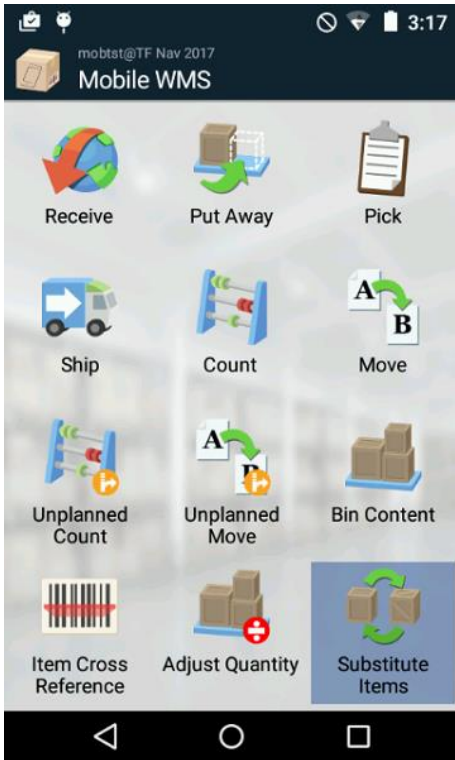 3:17
mobtst@TF Nav 2017
Mobile WMS
Receive
Put Away
Pick
Ship
Count
A
B
Move
Unplanned
Count
A
B
Unplanned
Move
Bin Content
Item Cross
Reference
Adjust Quantity
Substitute
Items